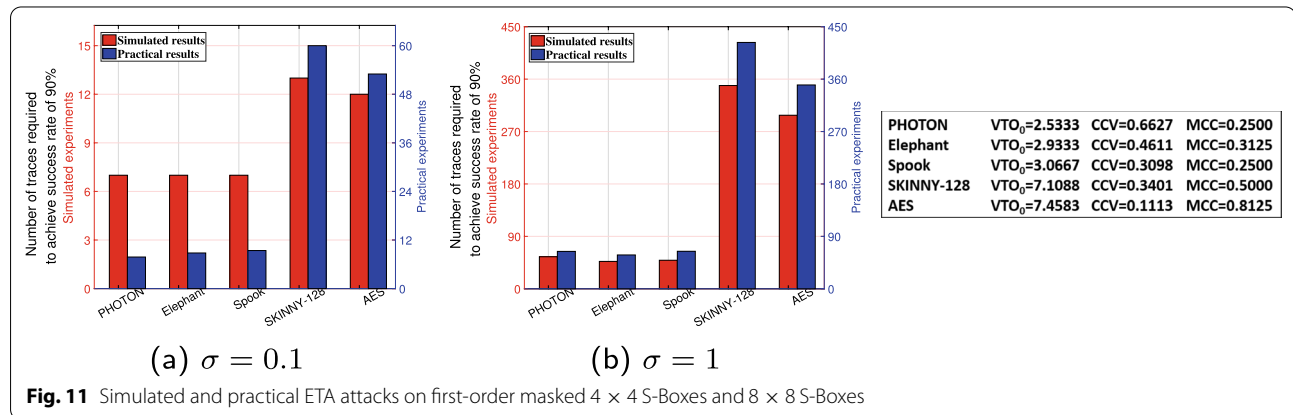 Number of traces required
to achieve success rate of 90%
Simulated experiments
15
12
9
6
3
0
Simulated results
Practical results
60
48
36
24
12
0
Practical experiments
PHOTON
Elephant
Spook
SKINNY-128
AES
(a) σ = 0.1
Number of traces required
to achieve success rate of 90%
Simulated experiments
450
360
270
180
90
0
Simulated results
Practical results
450
360
270
180
90
0
Practical experiments
PHOTON
Elephant
Spook
SKINNY-128
AES
(b) σ = 1
PHOTON VTO₀=2.5333 CCV=0.6627 MCC=0.2500
Elephant VTO₀=2.9333 CCV=0.4611 MCC=0.3125
Spook VTO₀=3.0667 CCV=0.3098 MCC=0.2500
SKINNY-128 VTO₀=7.1088 CCV=0.3401 MCC=0.5000
AES VTO₀=7.4583 CCV=0.1113 MCC=0.8125
Fig. 11 Simulated and practical ETA attacks on first-order masked 4 × 4 S-Boxes and 8 × 8 S-Boxes